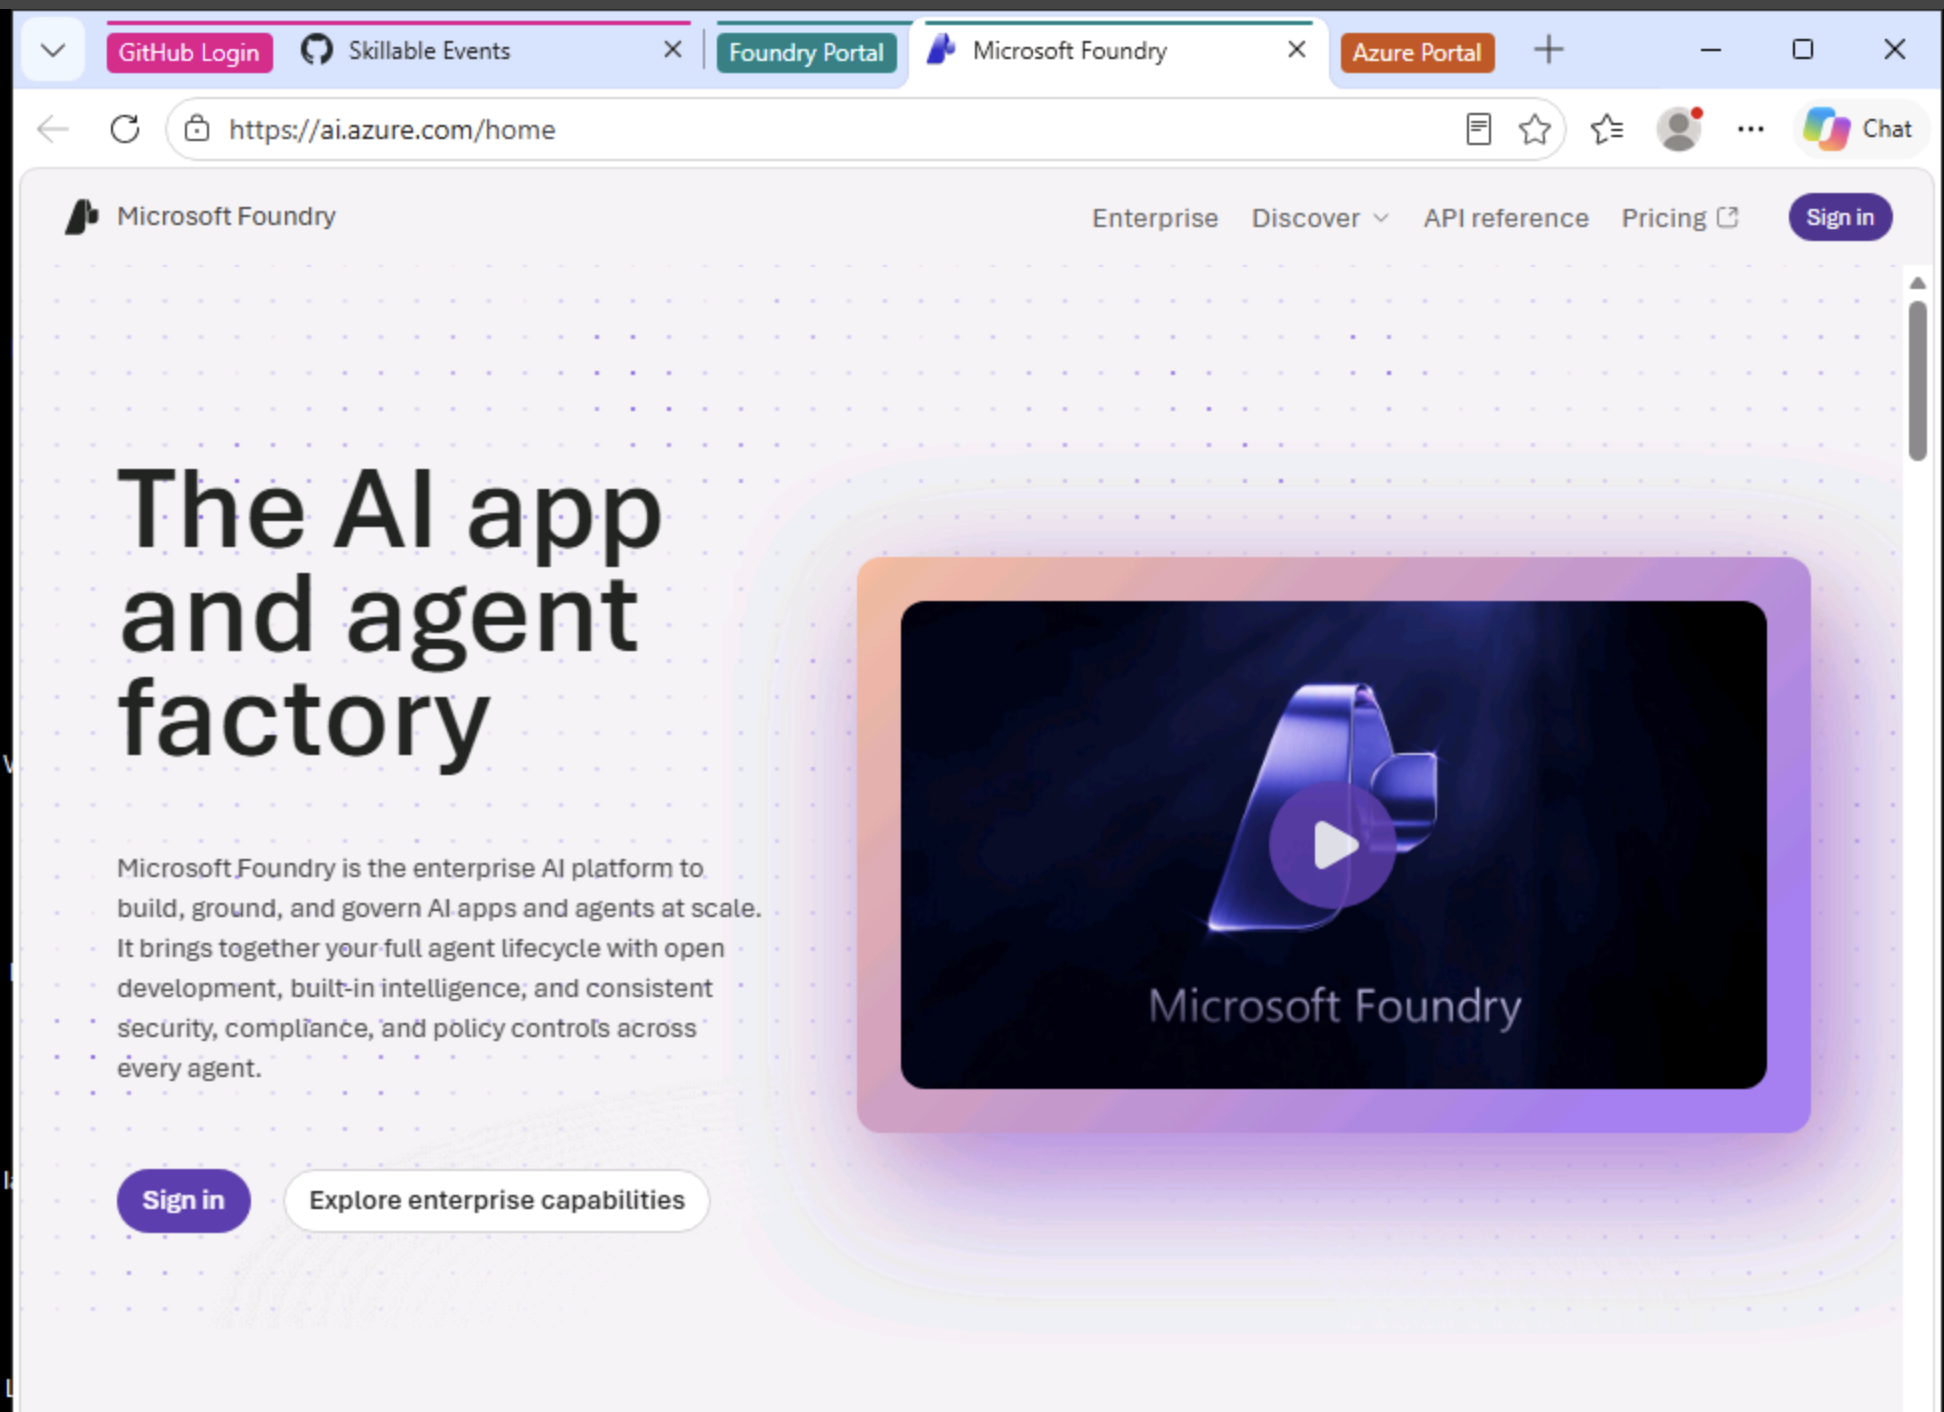 GitHub Login
Skillable Events
Foundry Portal
Microsoft Foundry
Azure Portal
https://ai.azure.com/home
Chat
Microsoft Foundry
Enterprise
Discover
API reference
Pricing
Sign in
The AI app
and agent
factory
Microsoft Foundry is the enterprise AI platform to
build, ground, and govern AI apps and agents at scale.
It brings together your full agent lifecycle with open
development, built-in intelligence, and consistent
security, compliance, and policy controls across
every agent.
Sign in
Explore enterprise capabilities
Microsoft Foundry